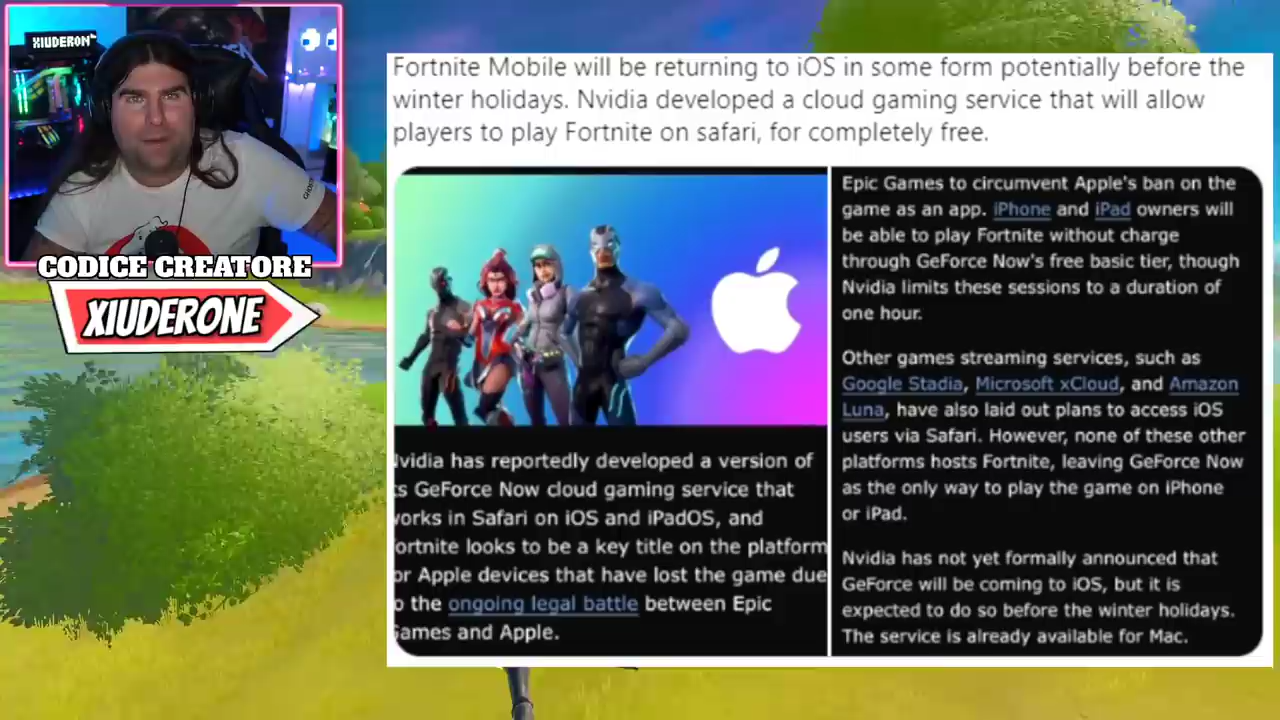 XIUDERON
CODICE CREATORE
XIUDERONE
Fortnite Mobile will be returning to iOS in some form potentially before the
winter holidays. Nvidia developed a cloud gaming service that will allow
players to play Fortnite on safari, for completely free.
Nvidia has reportedly developed a version of
ts GeForce Now cloud gaming service that
works in Safari on iOS and iPadOS, and
Fortnite looks to be a key title on the platform
or Apple devices that have lost the game due
o the ongoing legal battle between Epic
Games and Apple.
Epic Games to circumvent Apple's ban on the
game as an app. iPhone and iPad owners will
be able to play Fortnite without charge
through GeForce Now's free basic tier, though
Nvidia limits these sessions to a duration of
one hour.
Other games streaming services, such as
Google Stadia, Microsoft xCloud, and Amazon
Luna, have also laid out plans to access iOS
users via Safari. However, none of these other
platforms hosts Fortnite, leaving GeForce Now
as the only way to play the game on iPhone
or iPad.
Nvidia has not yet formally announced that
GeForce will be coming to iOS, but it is
expected to do so before the winter holidays.
The service is already available for Mac.